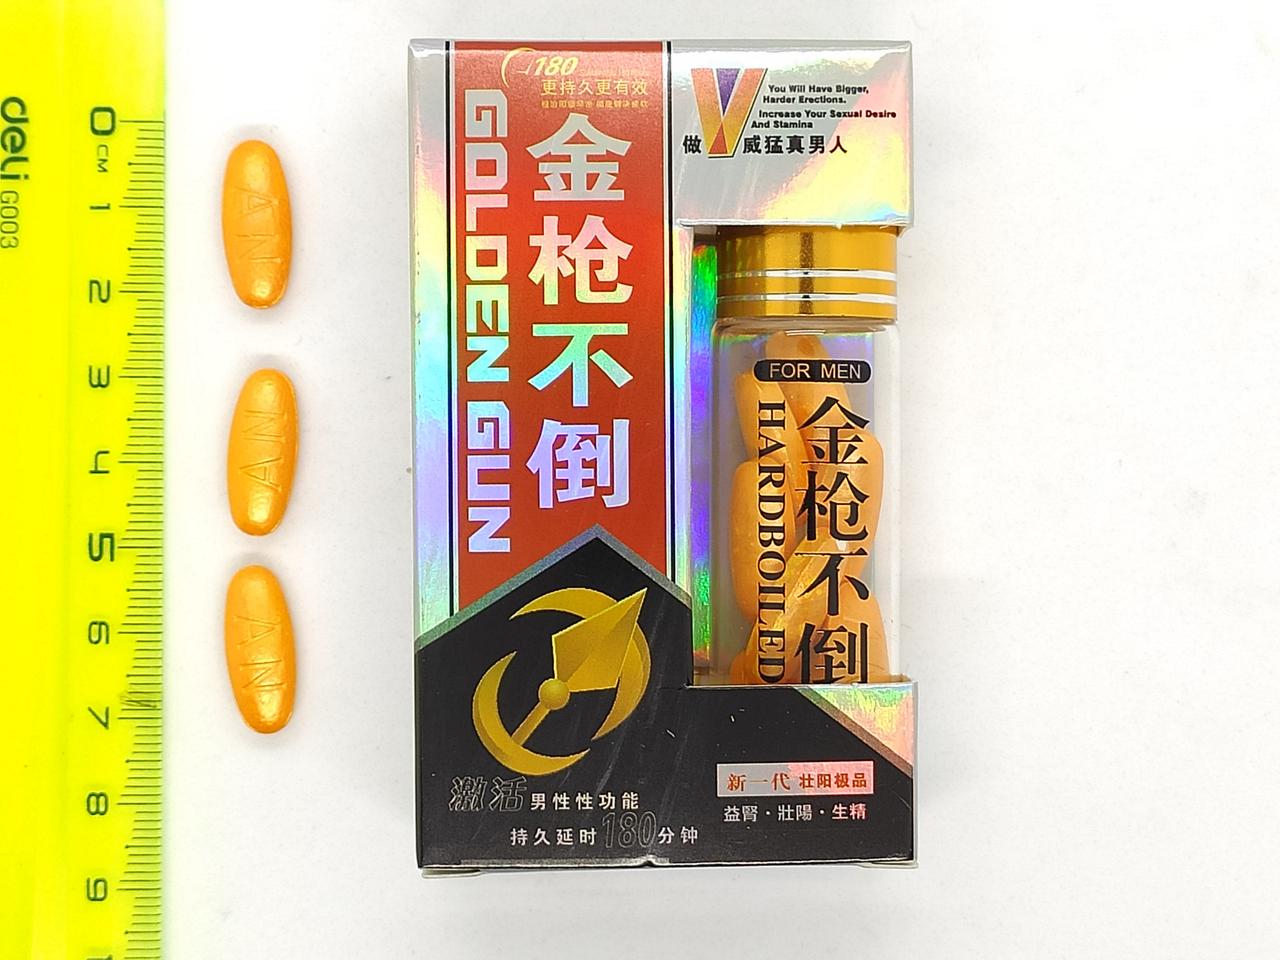 deli G003
0
CM
1
2
3
4
5
6
7
8
9
AN
AN
AN
180
更持久更有效
GOLDEN GUN
金枪不倒
激活 男性性功能
持久延时180分钟
V
You Will Have Bigger,
Harder Erections.
Increase Your Sexual Desire
And Stamina
做 威猛真男人
FOR MEN
HARDBOILED
金枪不倒
新一代 壮阳极品
益腎·壯陽·生精